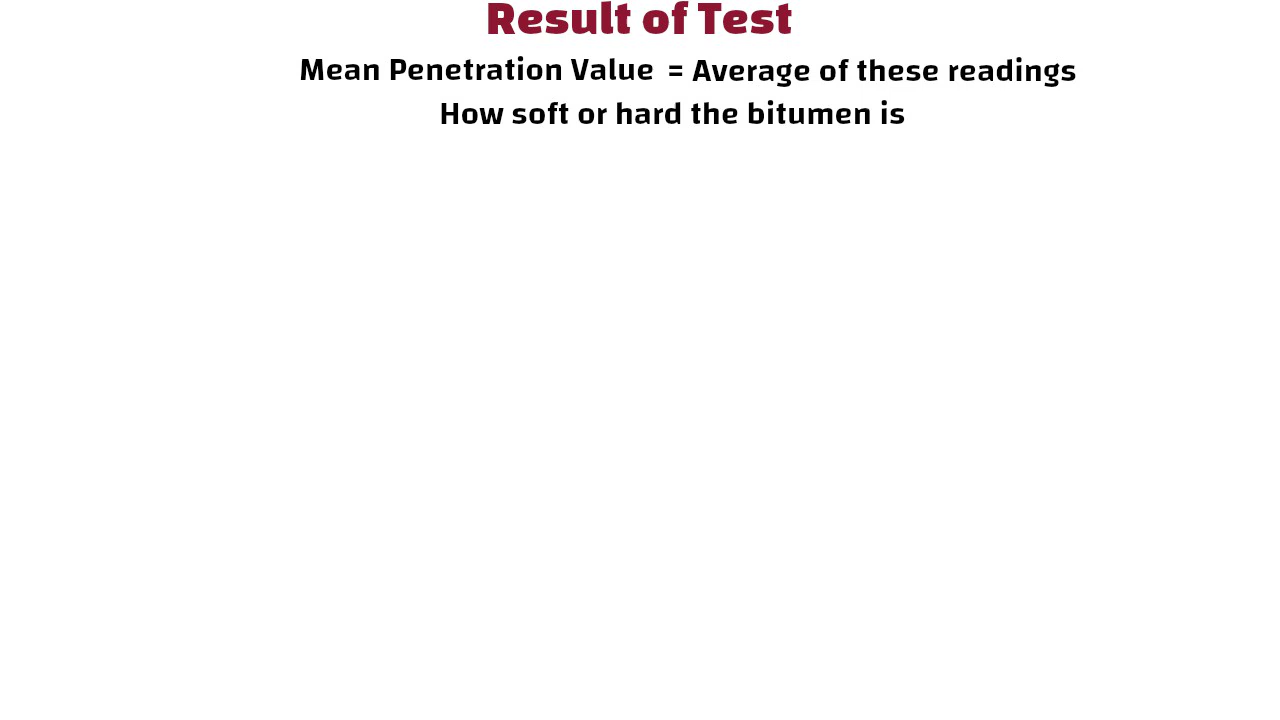 Result of Test
Mean Penetration Value = Average of these readings
How soft or hard the bitumen is